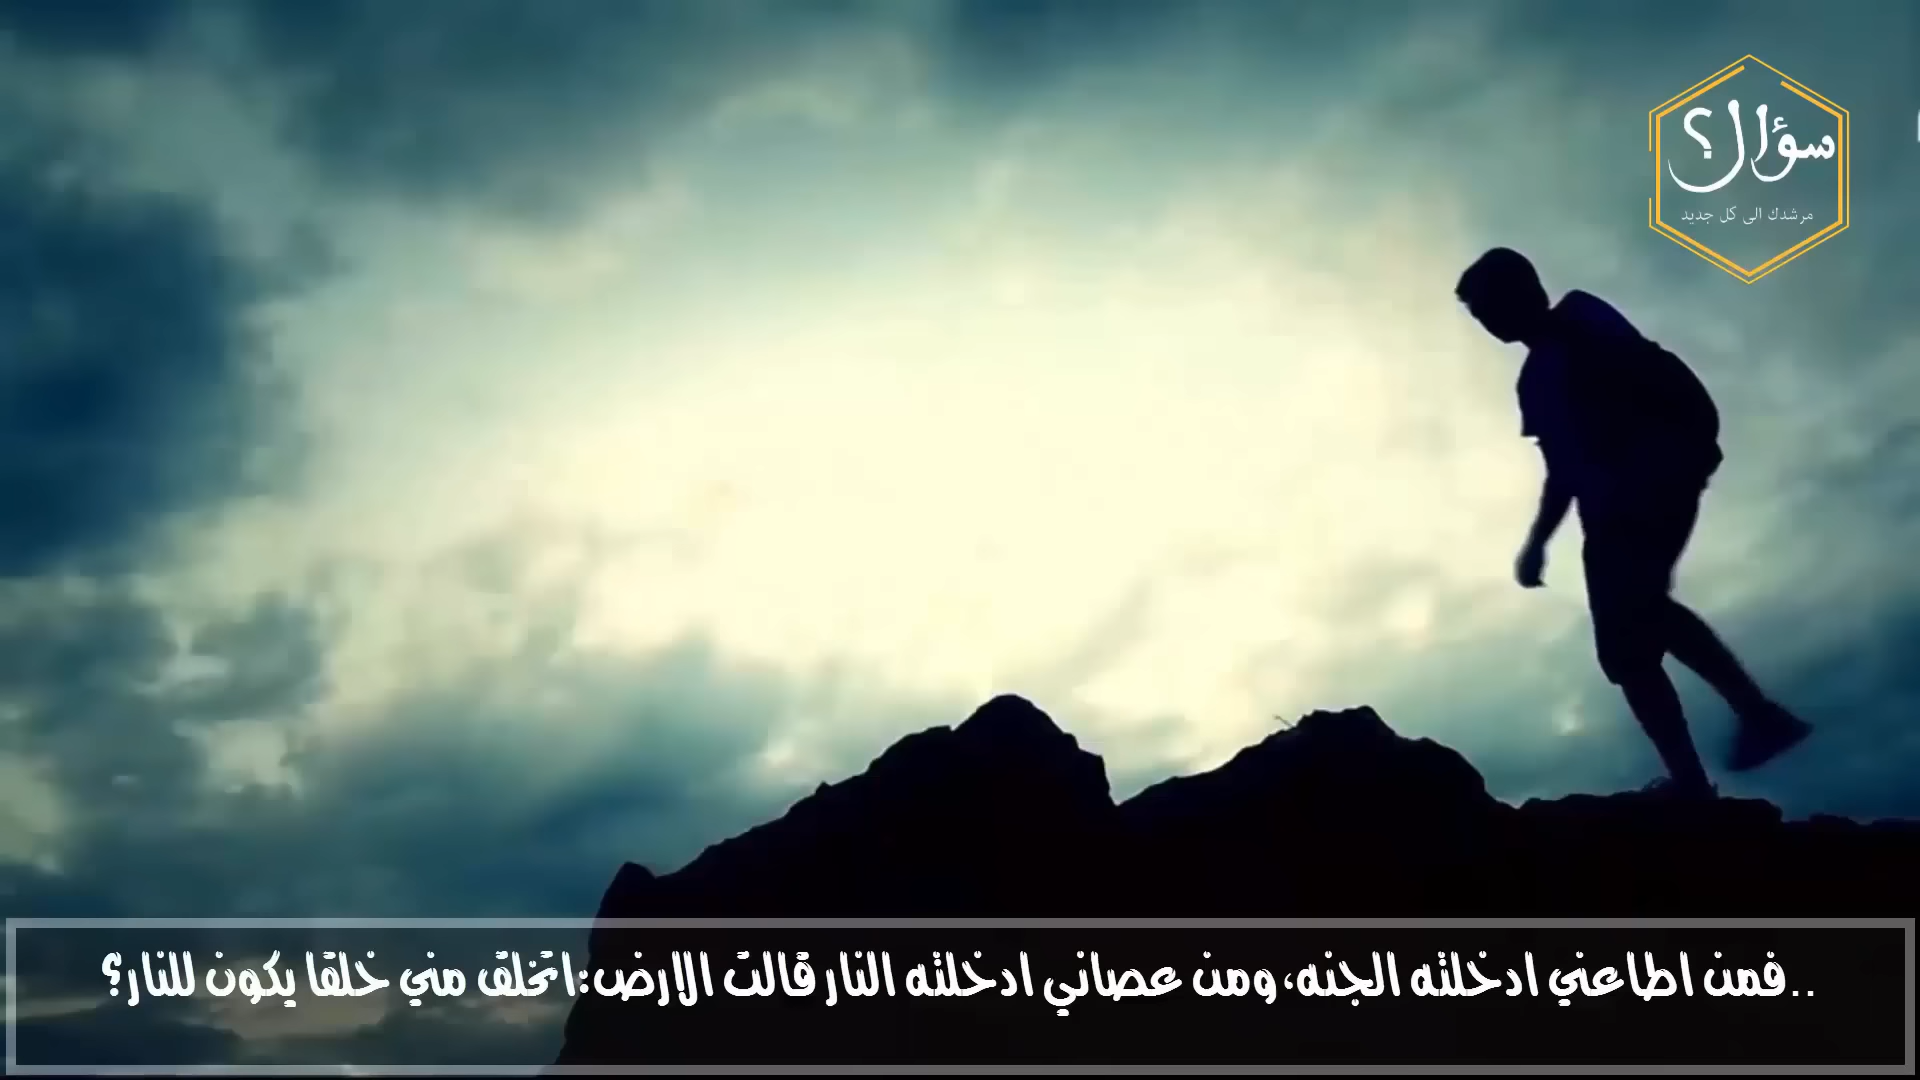 سؤال؟
مرشدك الى كل جديد
..فمن اطاعني ادخلته الجنه، ومن عصاني ادخلته النار قالت الارض:اتخلق مني خلقا يكون للنار؟